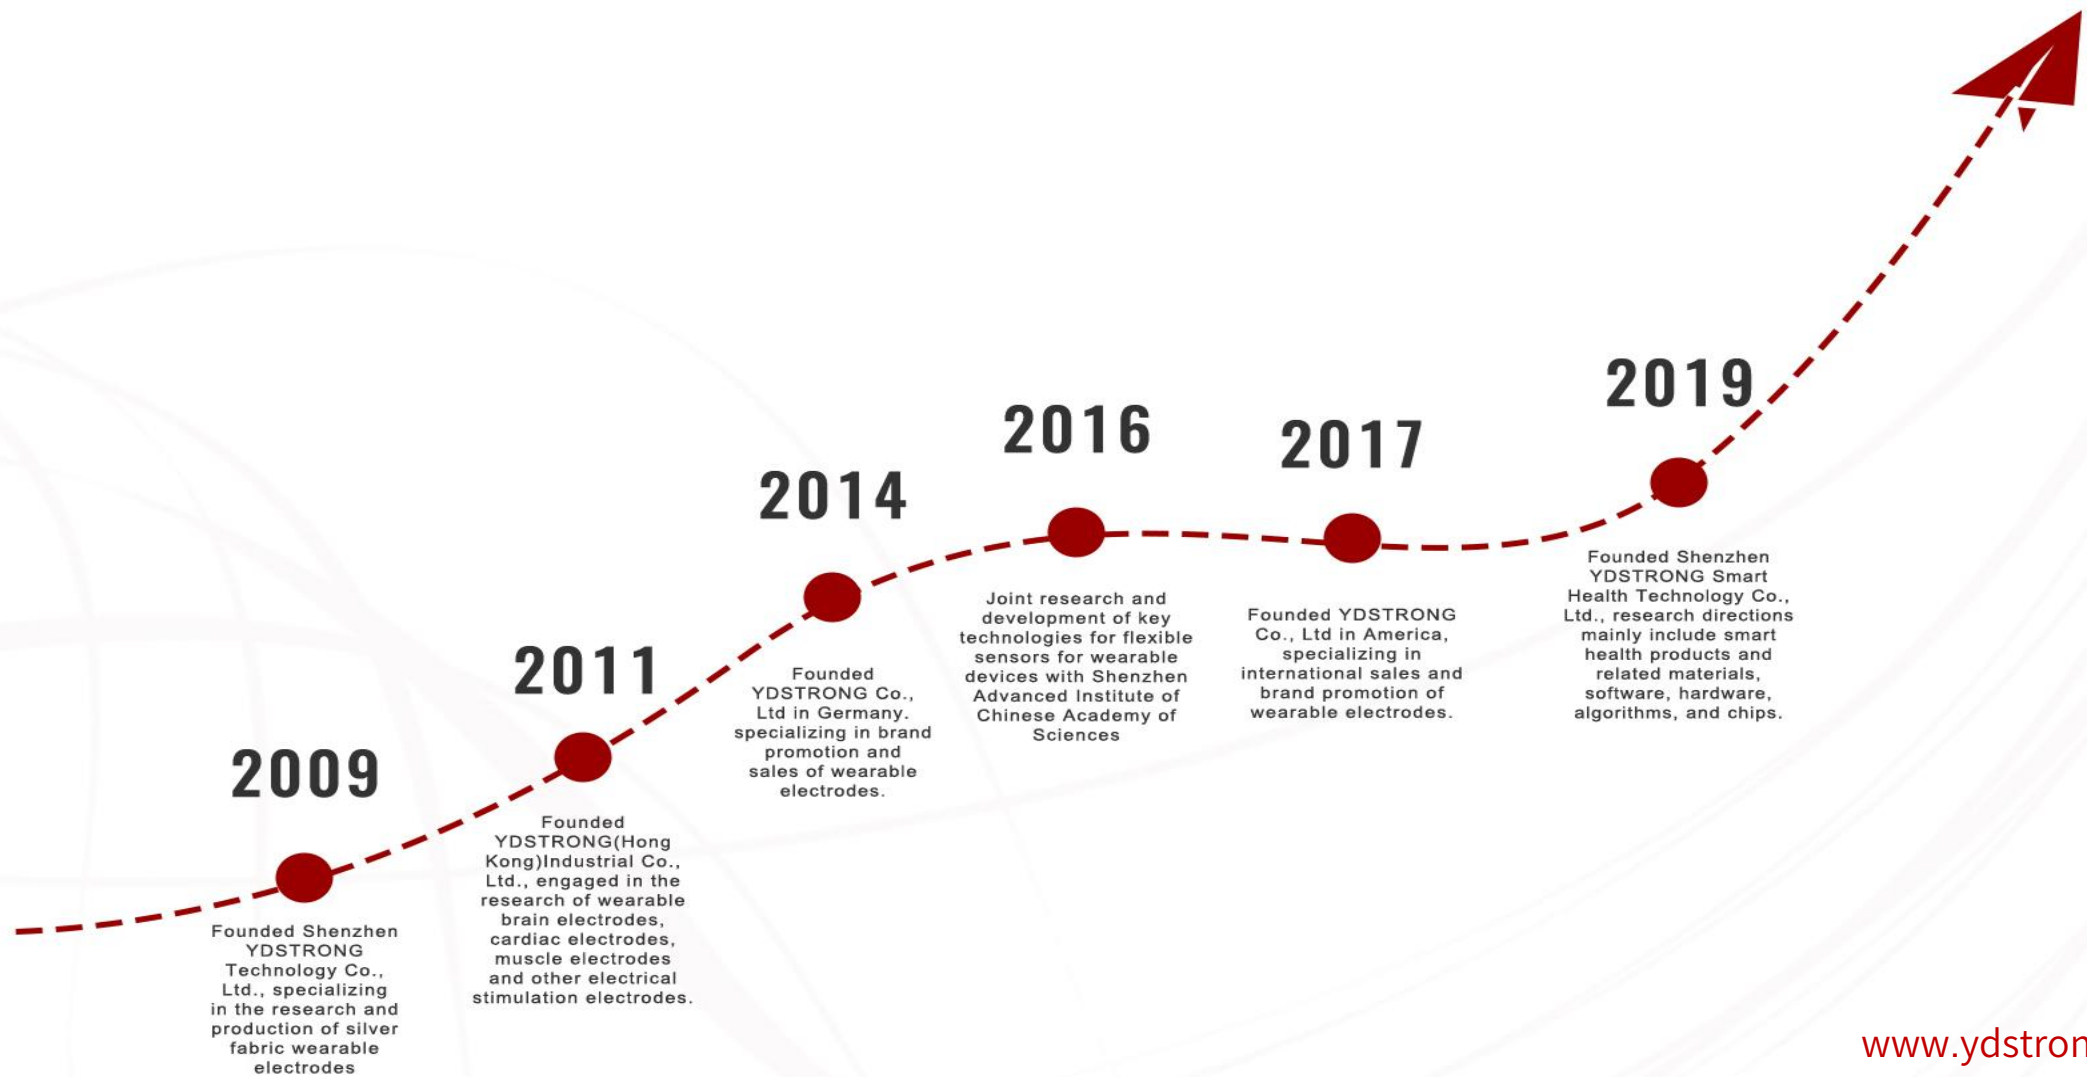 2009
Founded Shenzhen
YDSTRONG
Technology Co.,
Ltd., specializing
in the research and
production of silver
fabric wearable
electrodes
2011
Founded
YDSTRONG(Hong
Kong)Industrial Co.,
Ltd., engaged in the
research of wearable
brain electrodes,
cardiac electrodes,
muscle electrodes
and other electrical
stimulation electrodes.
2014
Founded
YDSTRONG Co.,
Ltd in Germany.
specializing in brand
promotion and
sales of wearable
electrodes.
2016
Joint research and
development of key
technologies for flexible
sensors for wearable
devices with Shenzhen
Advanced Institute of
Chinese Academy of
Sciences
2017
Founded YDSTRONG
Co., Ltd in America,
specializing in
international sales and
brand promotion of
wearable electrodes.
2019
Founded Shenzhen
YDSTRONG Smart
Health Technology Co.,
Ltd., research directions
mainly include smart
health products and
related materials,
software, hardware,
algorithms, and chips.
www.ydstron